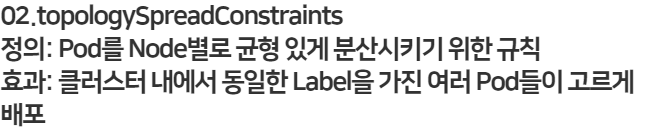 02.topologySpreadConstraints
정의: Pod를 Node별로 균형 있게 분산시키기 위한 규칙
효과: 클러스터 내에서 동일한 Label을 가진 여러 Pod들이 고르게
배포